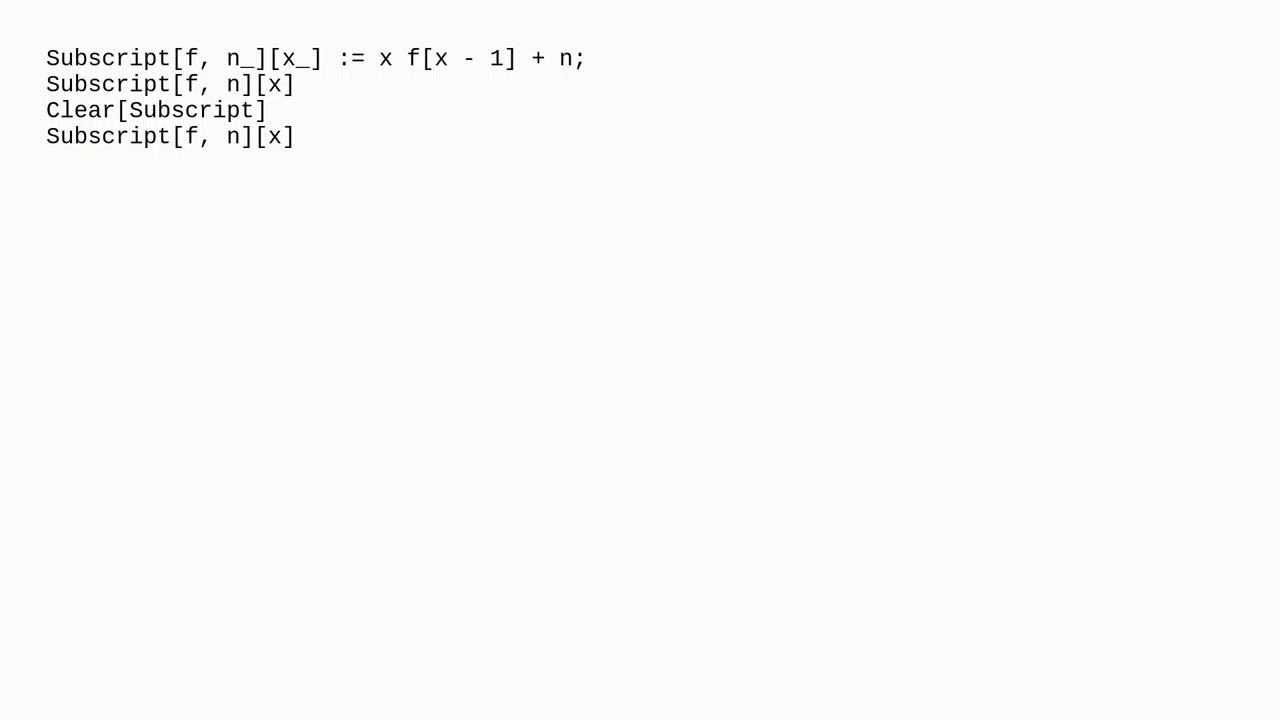 Subscript[f, n_][x_] := x f[x - 1] + n;
Subscript[f, n][x]
Clear[Subscript]
Subscript[f, n][x]